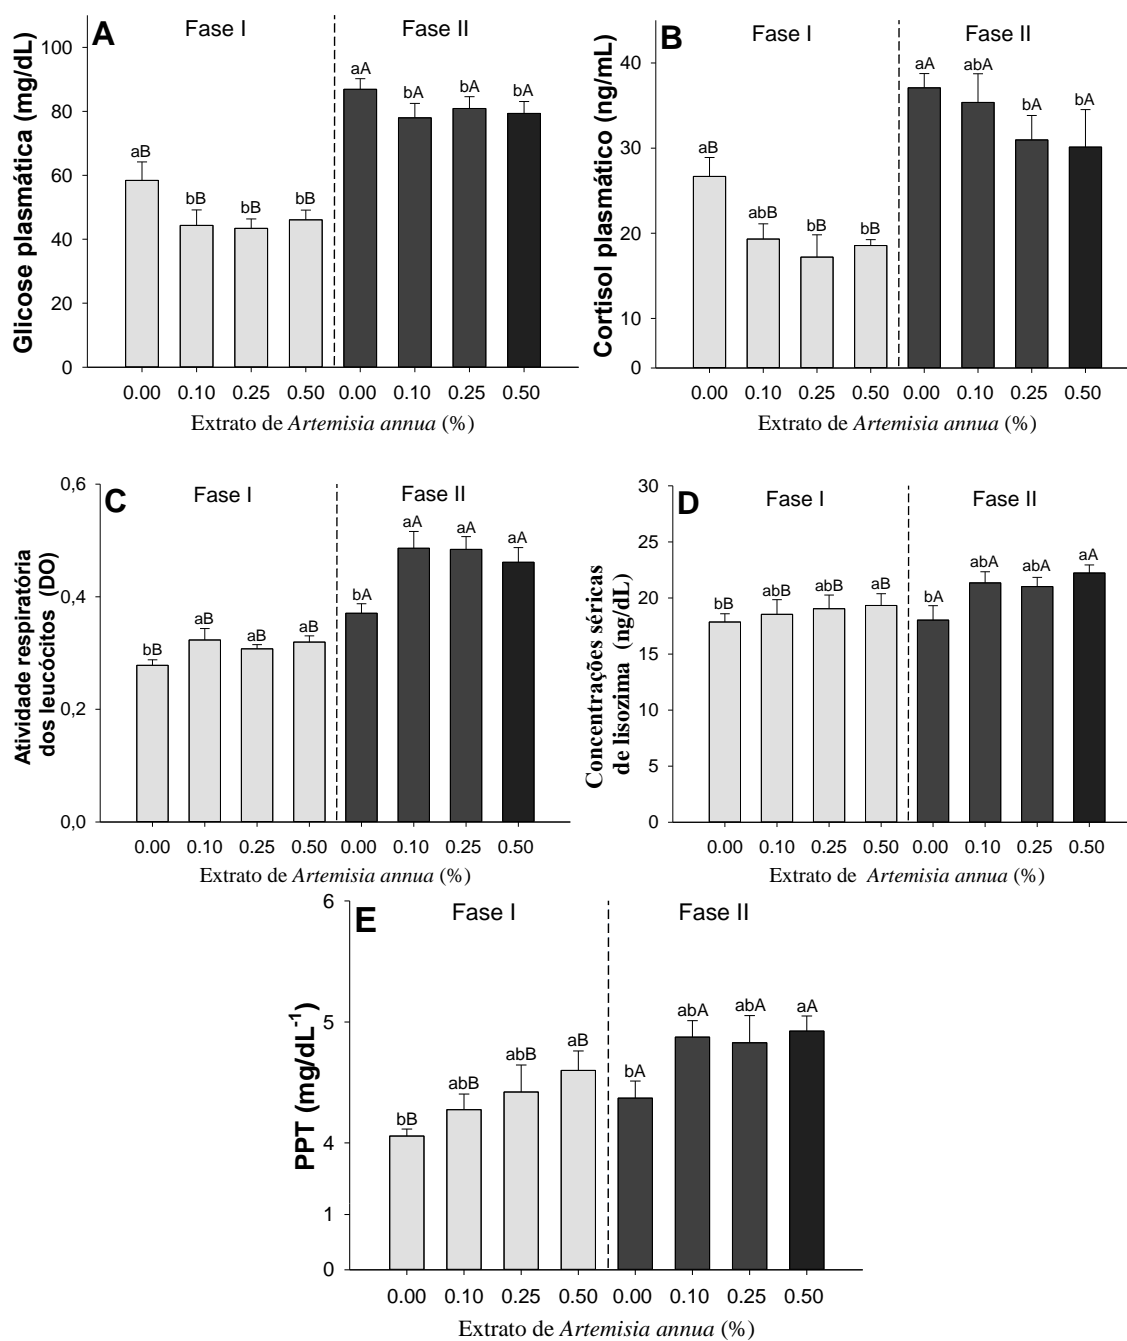 A Fase I Fase II
Glicose plasmática (mg/dL)
100
80
60
40
20
0
aB bB bB bB aA bA bA bA
0.00 0.10 0.25 0.50 0.00 0.10 0.25 0.50
Extrato de Artemisia annua (%)
B Fase I Fase II
Cortisol plasmático (ng/mL)
40
30
20
10
0
aB abB bB bB aA abA bA bA
0.00 0.10 0.25 0.50 0.00 0.10 0.25 0.50
Extrato de Artemisia annua (%)
C Fase I Fase II
Atividade respiratória
dos leucócitos (DO)
0,6
0,4
0,2
0,0
bB aB aB aB bA aA aA aA
0.00 0.10 0.25 0.50 0.00 0.10 0.25 0.50
Extrato de Artemisia annua (%)
D Fase I Fase II
Concentrações séricas
de lisozima (ng/dL)
30
25
20
15
10
5
0
bB abB abB aB bA abA abA aA
0.00 0.10 0.25 0.50 0.00 0.10 0.25 0.50
Extrato de Artemisia annua (%)
E Fase I Fase II
PPT (mg/dL⁻¹)
6
5
4
1
0
bB abB abB aB bA abA abA aA
0.00 0.10 0.25 0.50 0.00 0.10 0.25 0.50
Extrato de Artemisia annua (%)